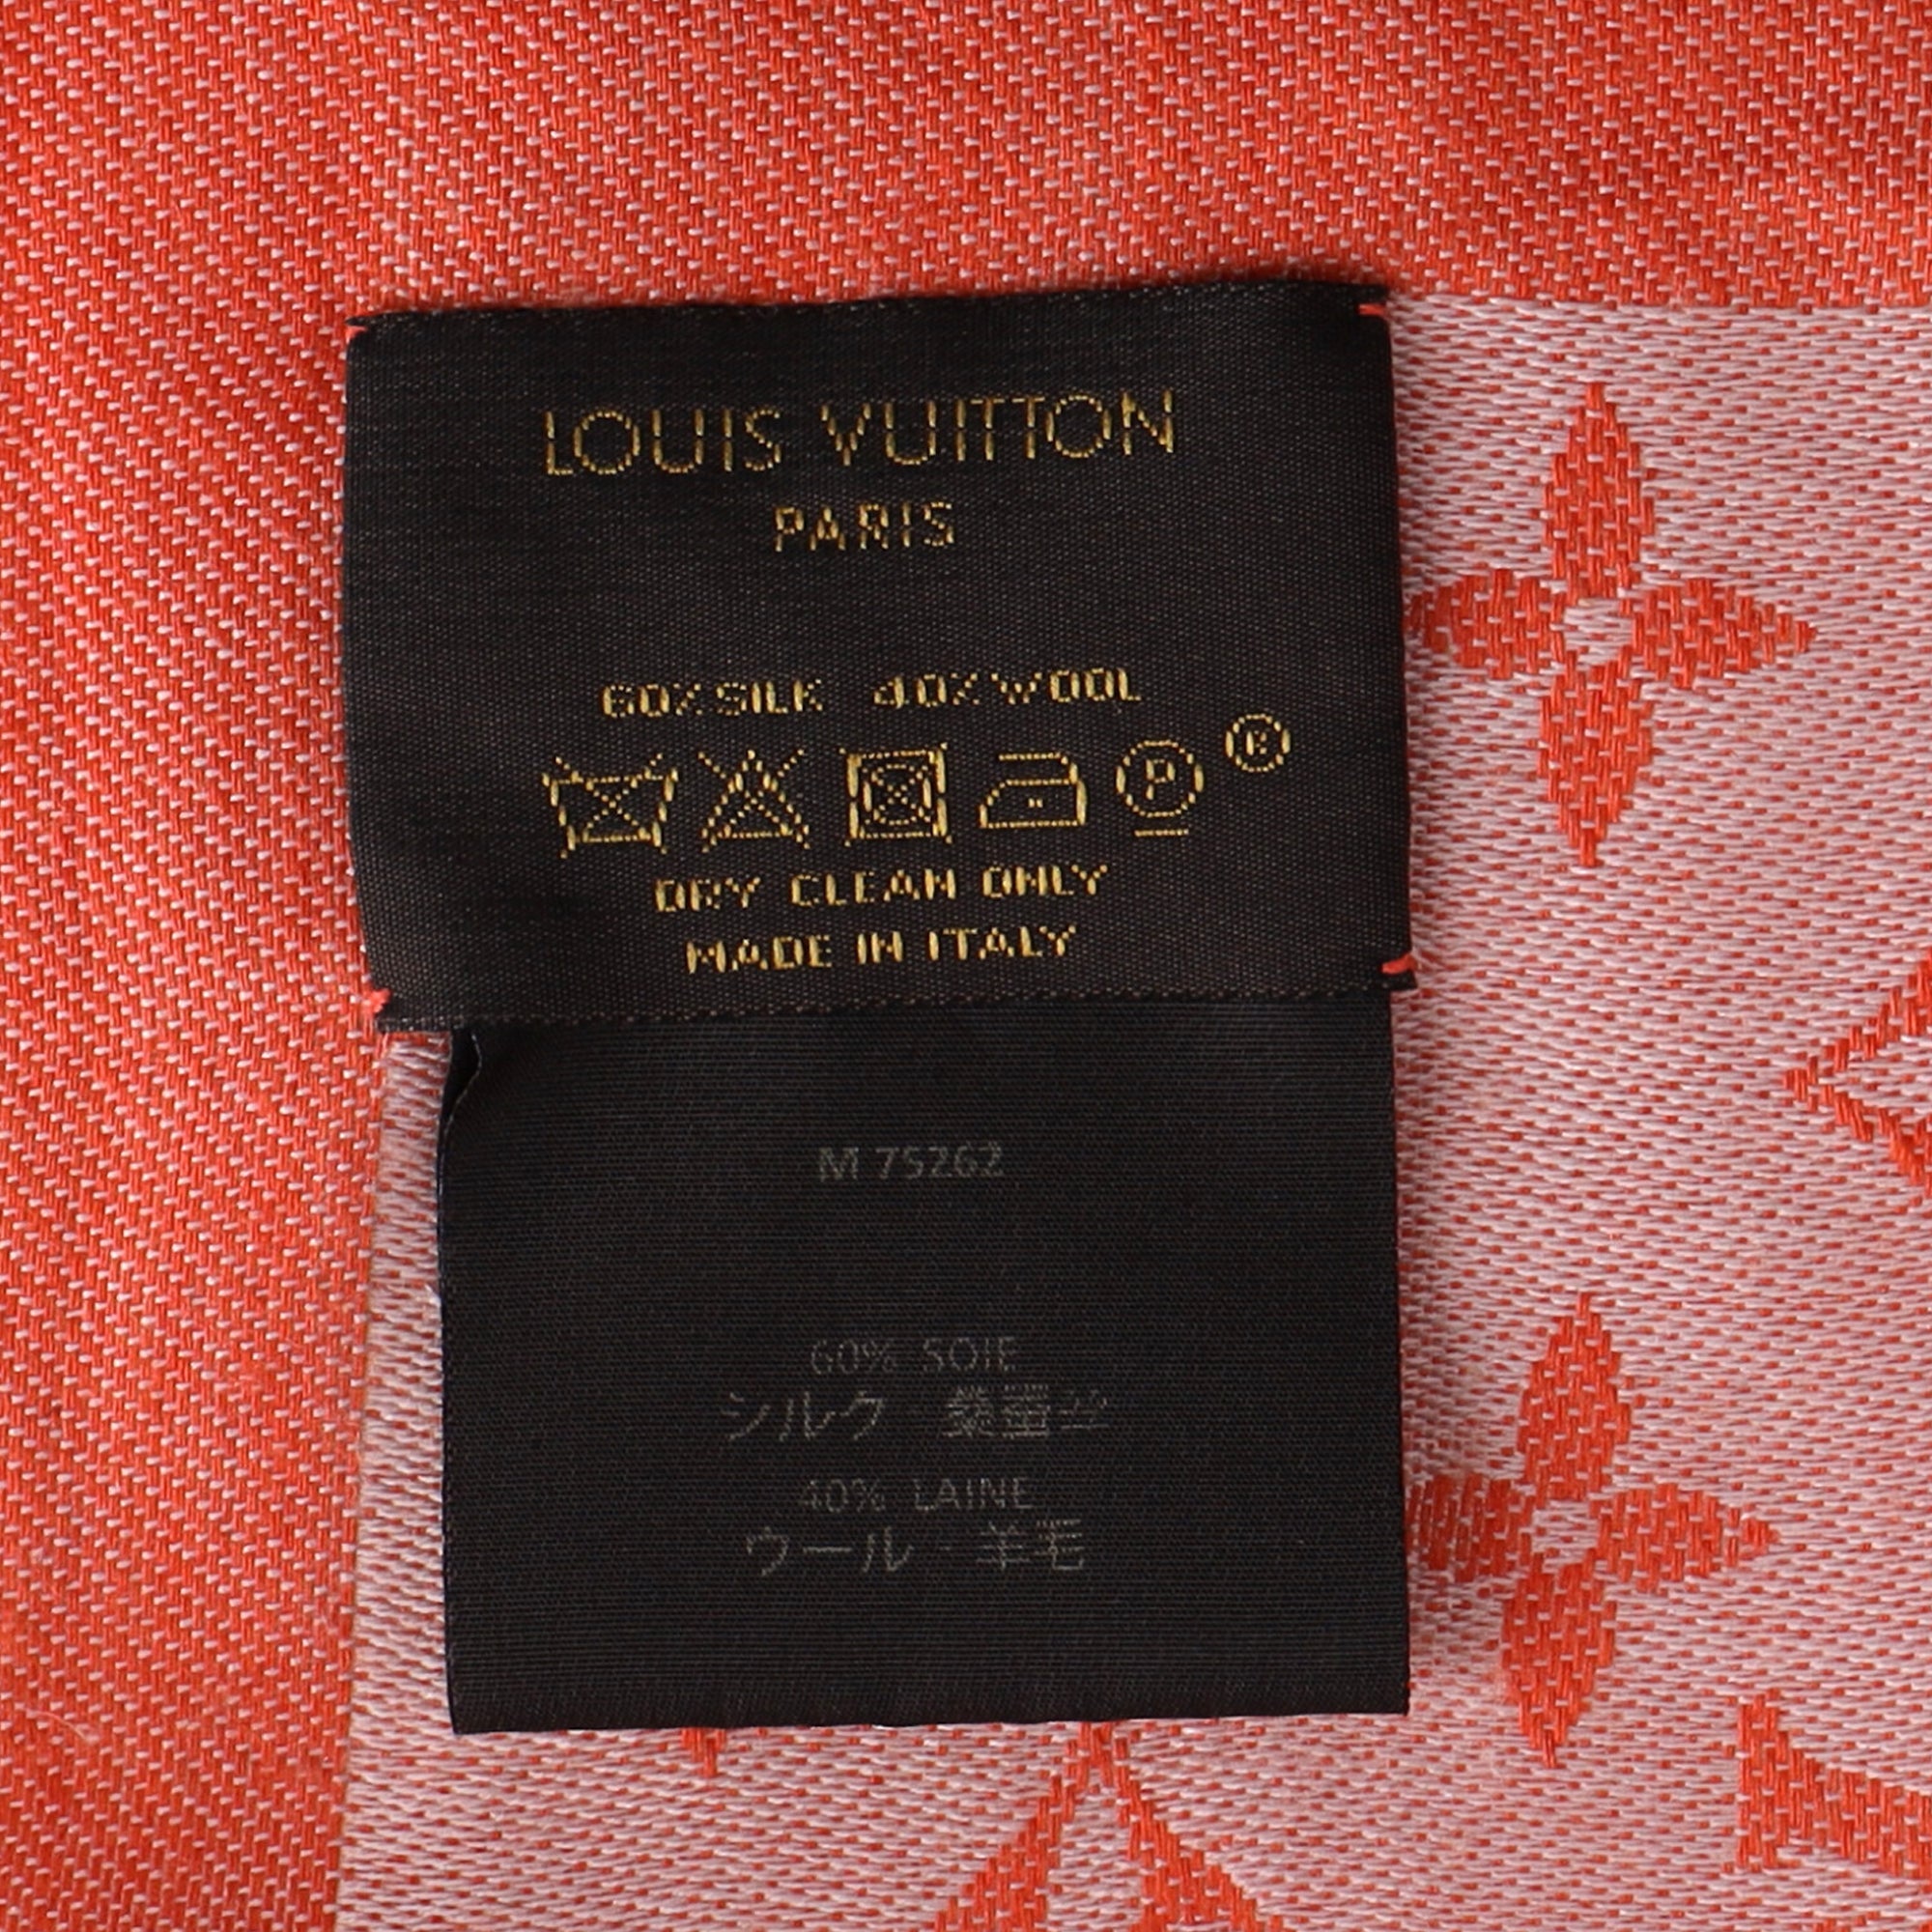 LOUIS VUITTON
PARIS
60% SILK 40% WOOL
P ®
DRY CLEAN ONLY
MADE IN ITALY
M 75262
60% SOIE
シルク · 桑蚕丝
40% LAINE
ウール · 羊毛